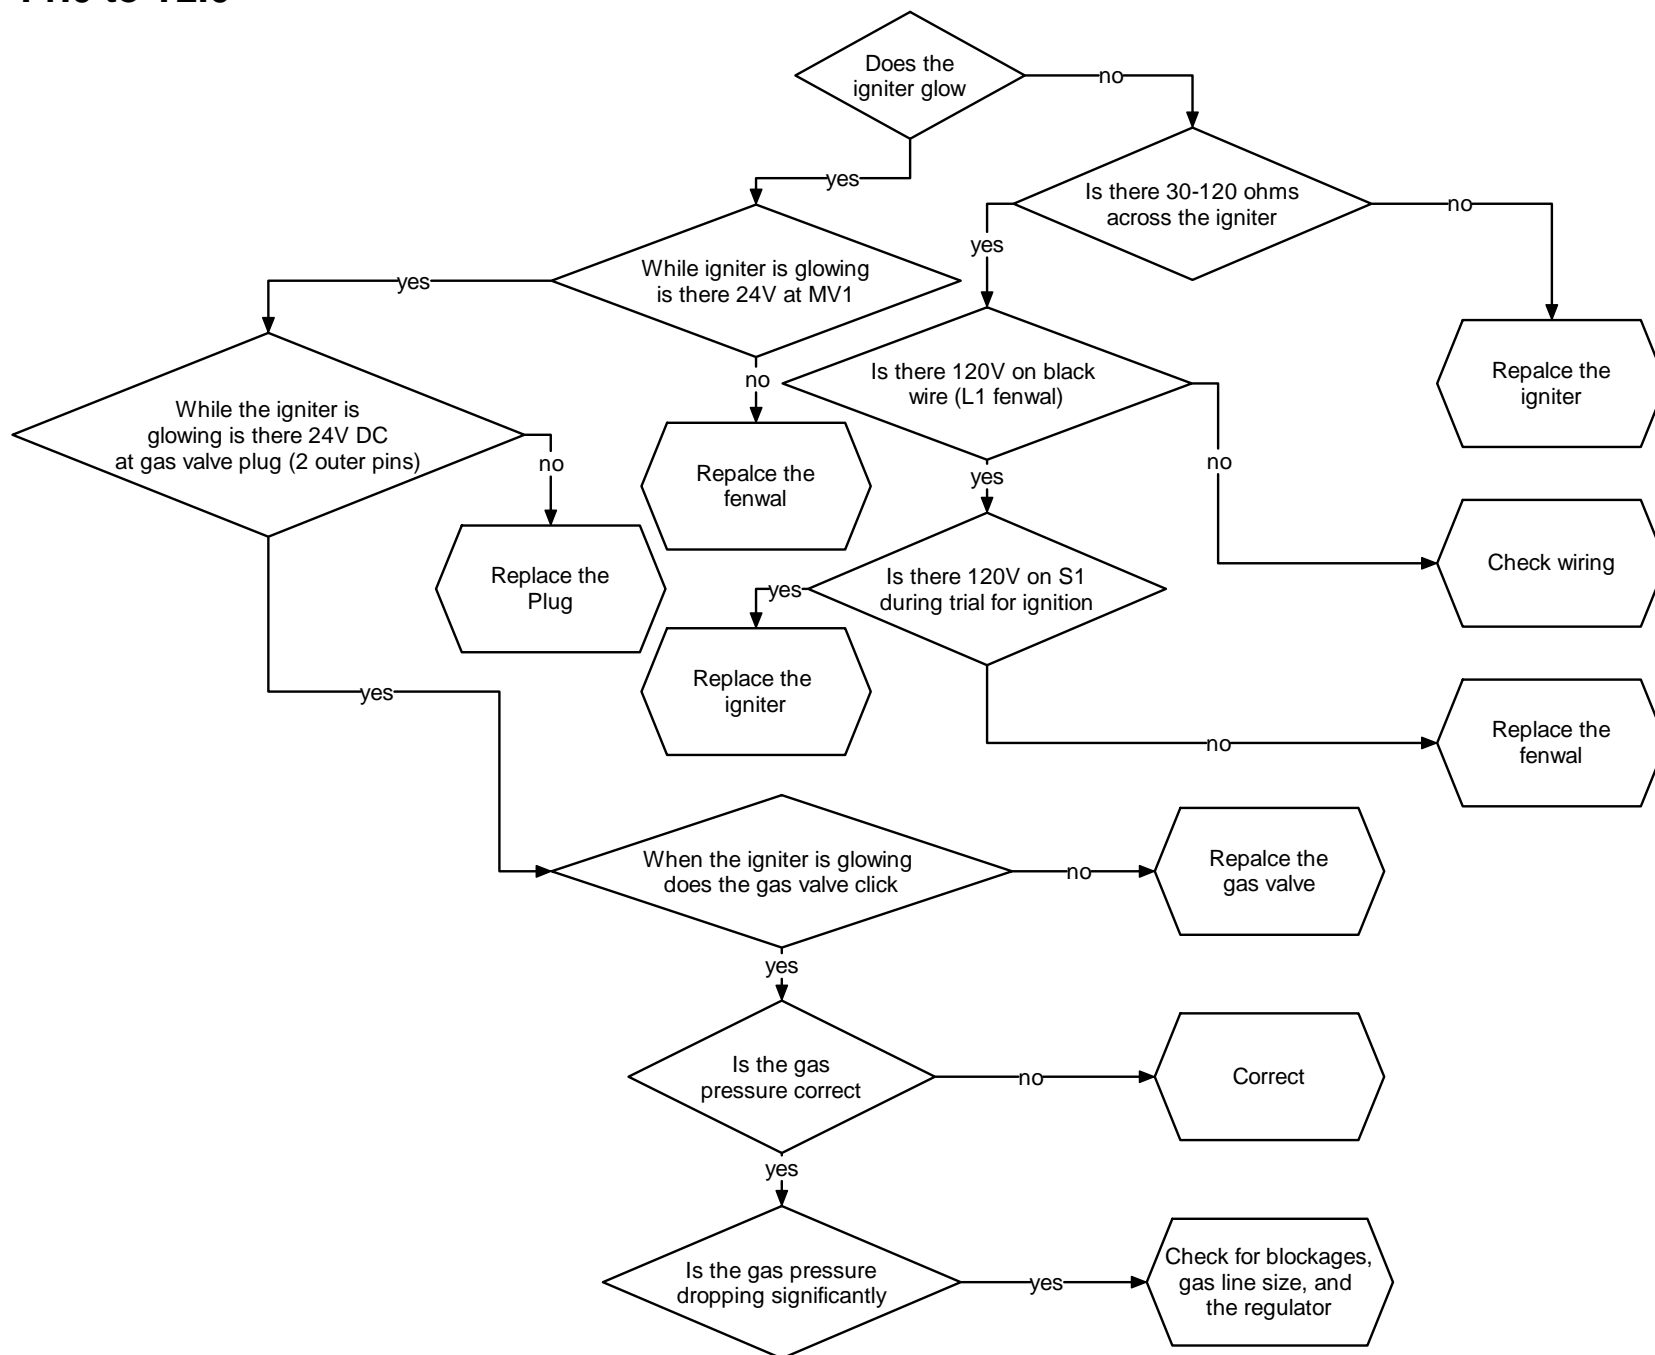 Does the
igniter glow
no
yes
Is there 30-120 ohms
across the igniter
no
yes
While igniter is glowing
is there 24V at MV1
yes
no
Is there 120V on black
wire (L1 fenwal)
no
yes
Repalce the
igniter
While the igniter is
glowing is there 24V DC
at gas valve plug (2 outer pins)
no
yes
Repalce the
fenwal
Replace the
Plug
Is there 120V on S1
during trial for ignition
yes
no
Check wiring
Replace the
igniter
Replace the
fenwal
When the igniter is glowing
does the gas valve click
no
Repalce the
gas valve
yes
Is the gas
pressure correct
no
Correct
yes
Is the gas pressure
dropping significantly
yes
Check for blockages,
gas line size, and
the regulator